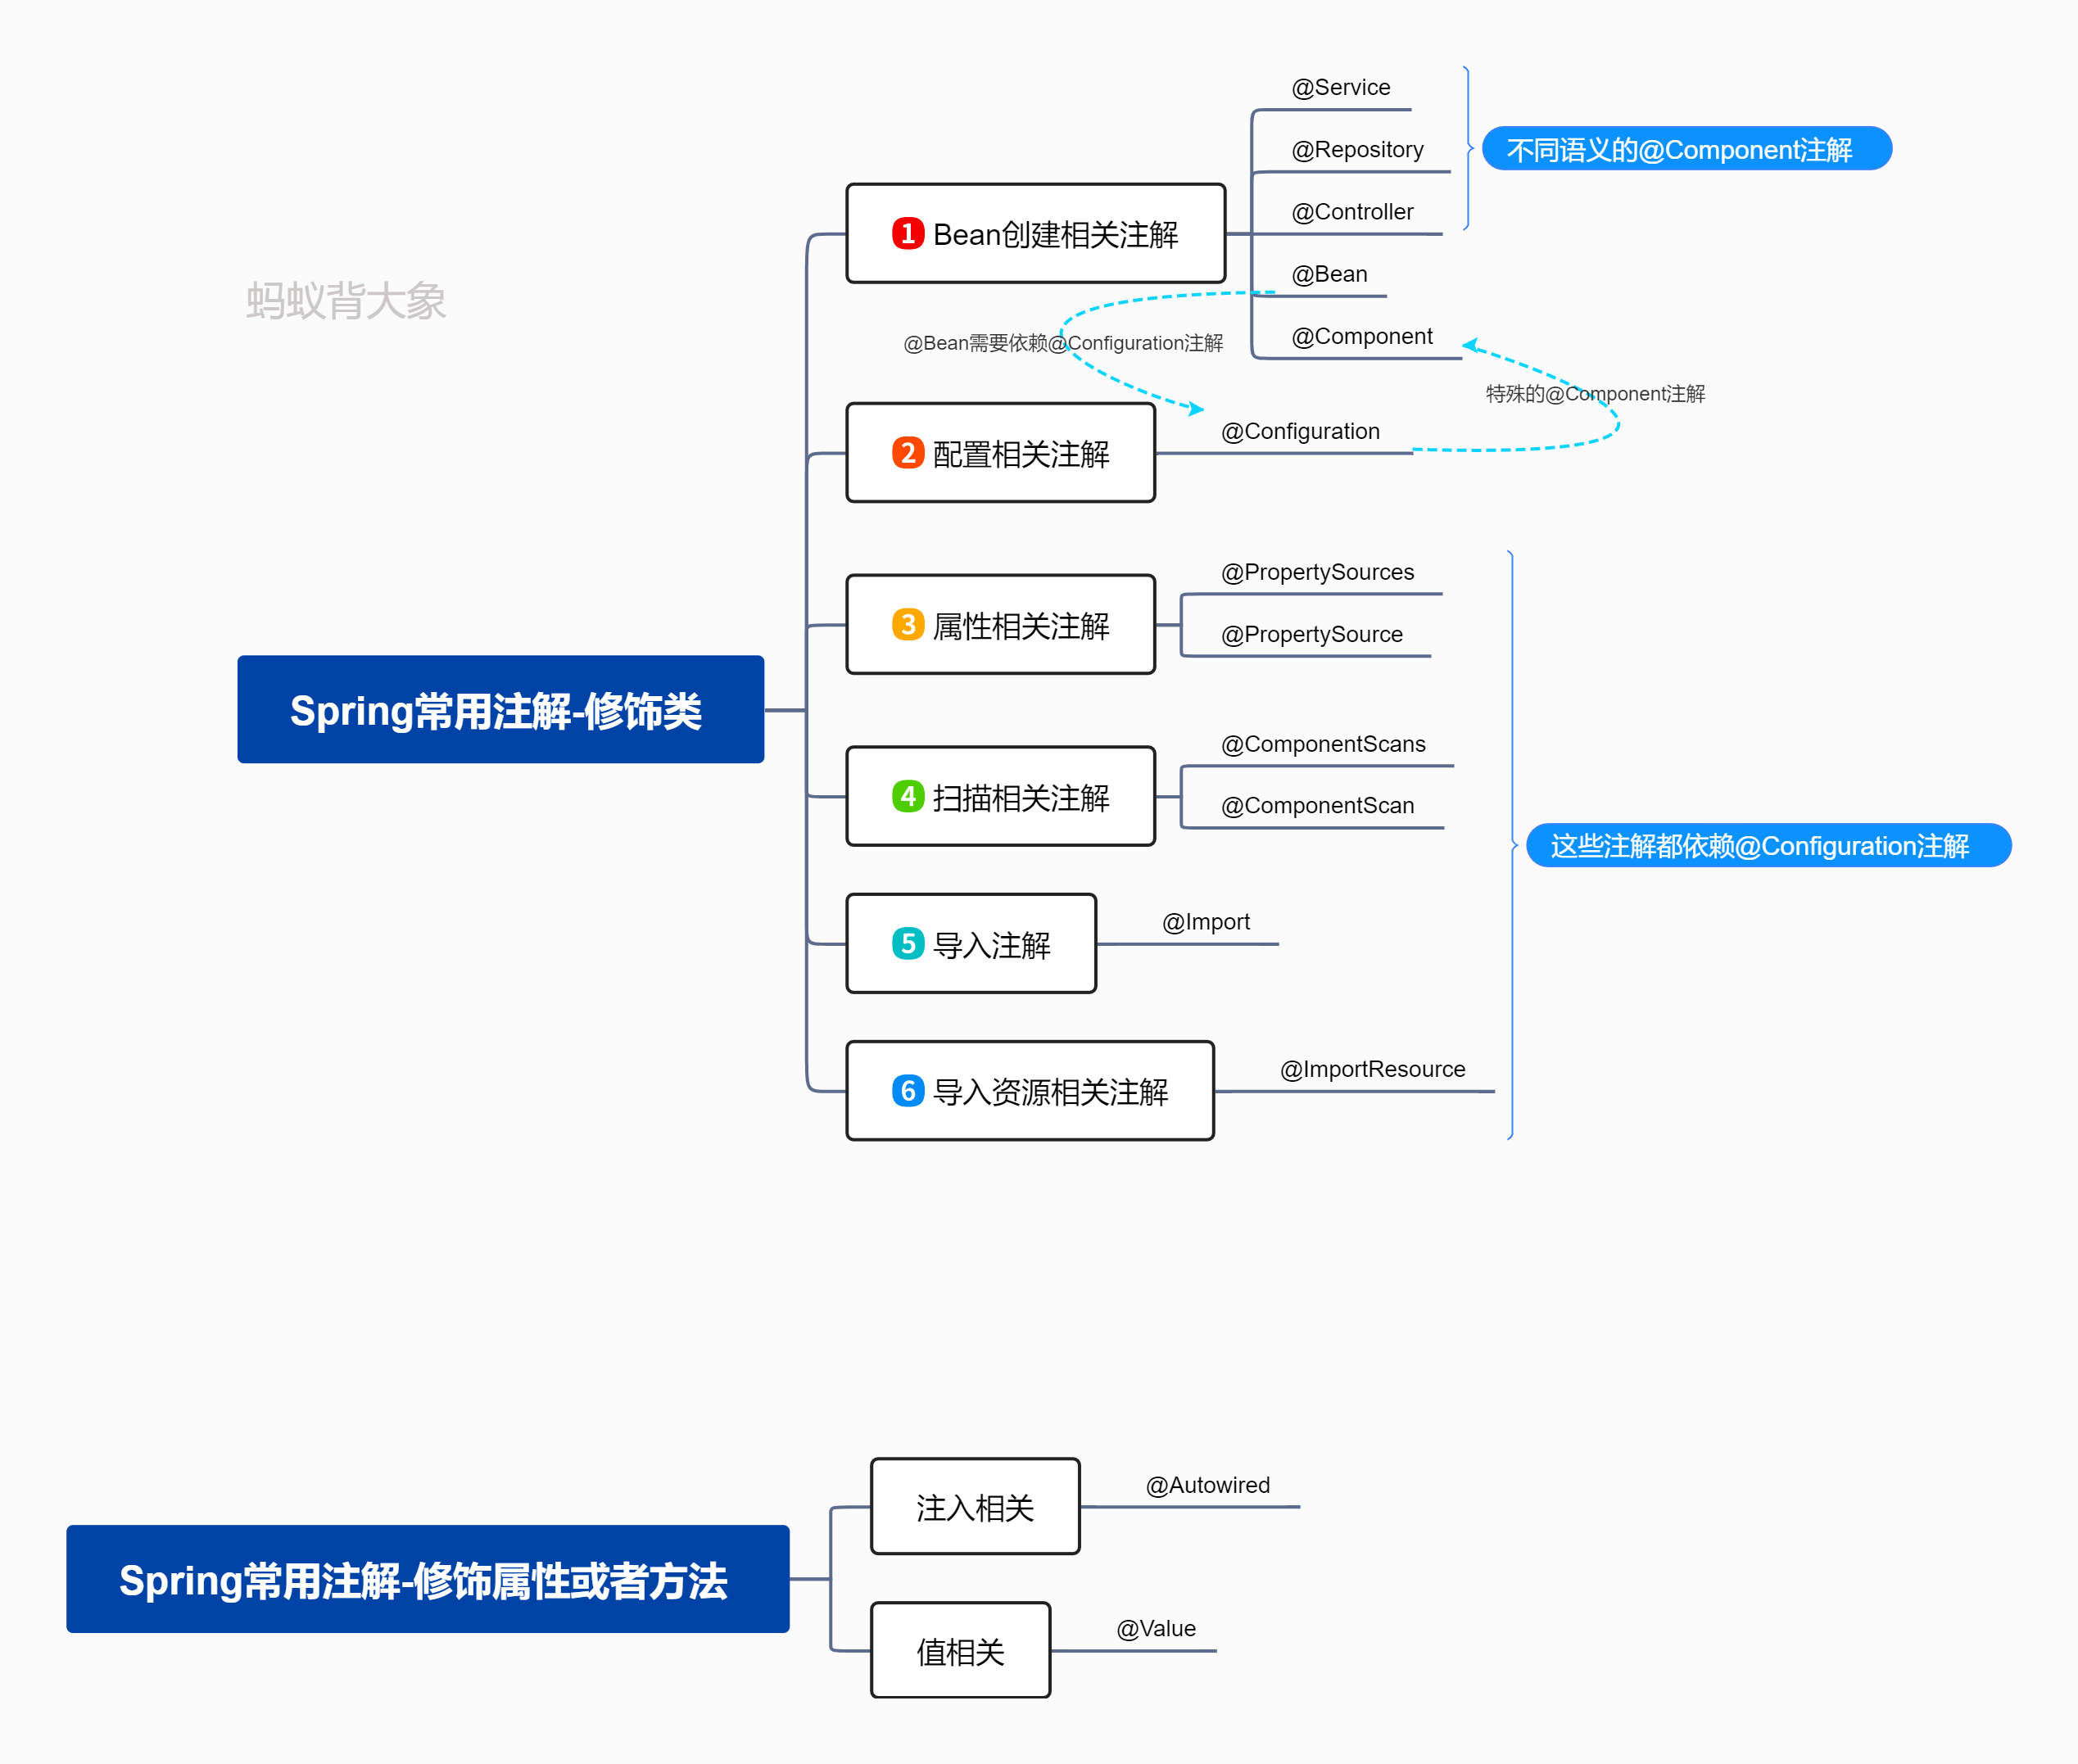 @Service
@Repository
不同语义的@Component注解
@Controller
1 Bean创建相关注解
@Bean
蚂蚁背大象
@Component
@Bean需要依赖@Configuration注解
特殊的@Component注解
2 配置相关注解
@Configuration
3 属性相关注解
@PropertySources
@PropertySource
Spring常用注解-修饰类
4 扫描相关注解
@ComponentScans
@ComponentScan
这些注解都依赖@Configuration注解
5 导入注解
@Import
6 导入资源相关注解
@ImportResource
注入相关
@Autowired
Spring常用注解-修饰属性或者方法
值相关
@Value